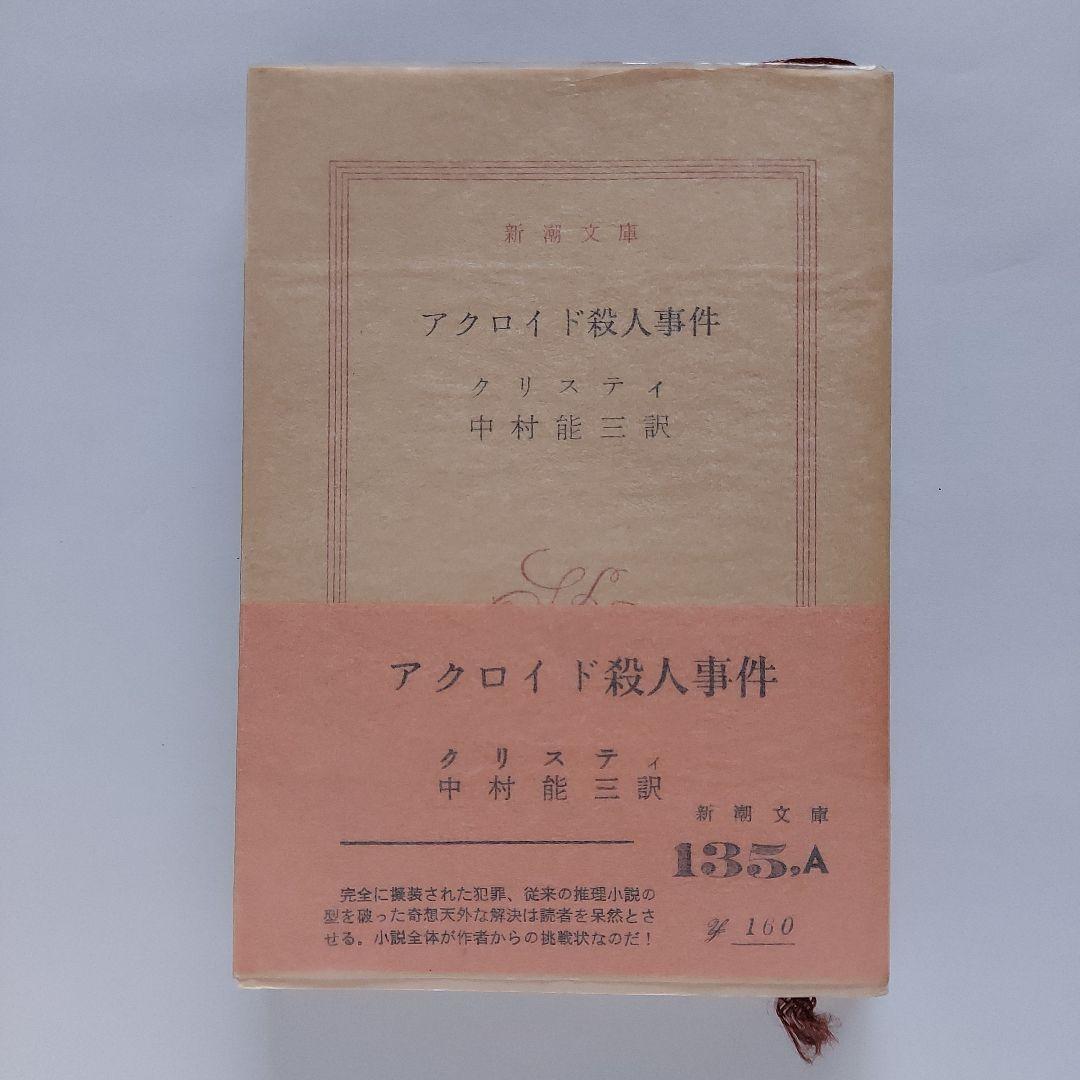 新潮文庫
アクロイド殺人事件
クリスティ
中村能三訳
アクロイド殺人事件
クリスティ
中村能三訳
新潮文庫
135,A
完全に擬装された犯罪、従来の推理小説の
型を破った奇想天外な解決は読者を呆然とさ
せる。小説全体が作者からの挑戦状なのだ！
¥ 160